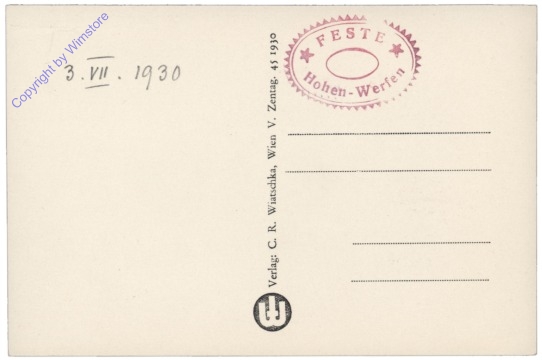 Copyright by Wimstore
3. VII. 1930
FESTE
Hohen-Werfen
Verlag: C. R. Wiatschka, Wien V. Zentag. 45 1930
W